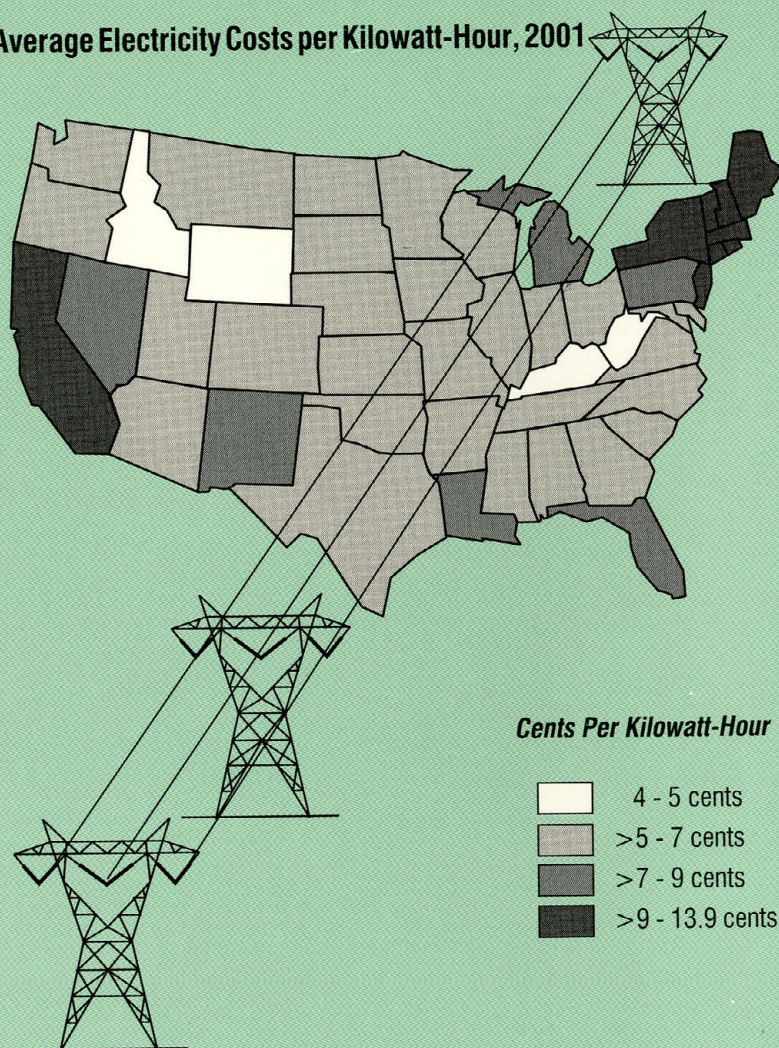 Average Electricity Costs per Kilowatt-Hour, 2001
Cents Per Kilowatt-Hour
4 - 5 cents
>5 - 7 cents
>7 - 9 cents
>9 - 13.9 cents